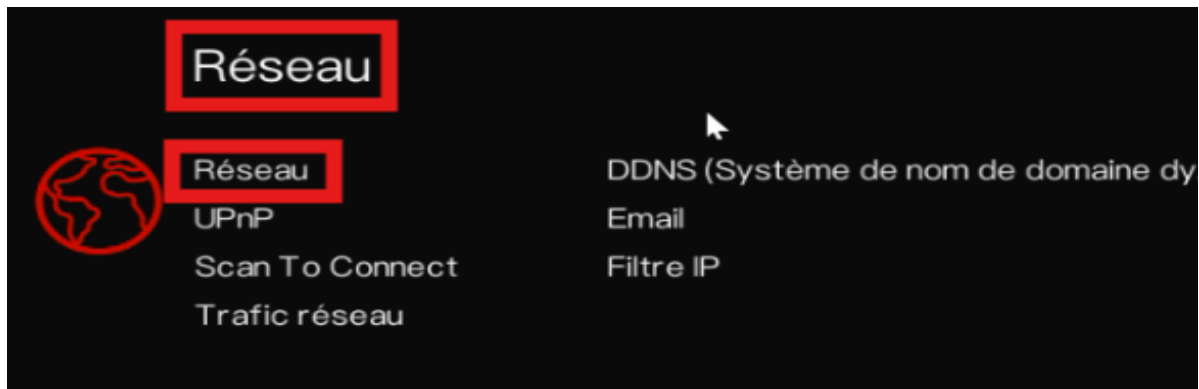 Réseau
Réseau
DDNS (Système de nom de domaine dy
UPnP
Email
Scan To Connect
Filtre IP
Trafic réseau